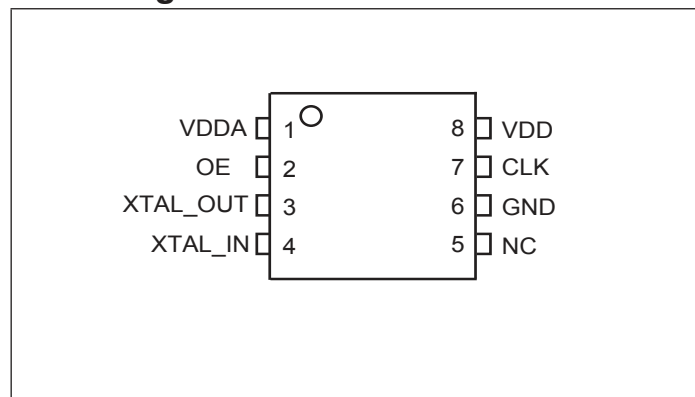 VDDA 1 8 VDD
OE 2 7 CLK
XTAL_OUT 3 6 GND
XTAL_IN 4 5 NC